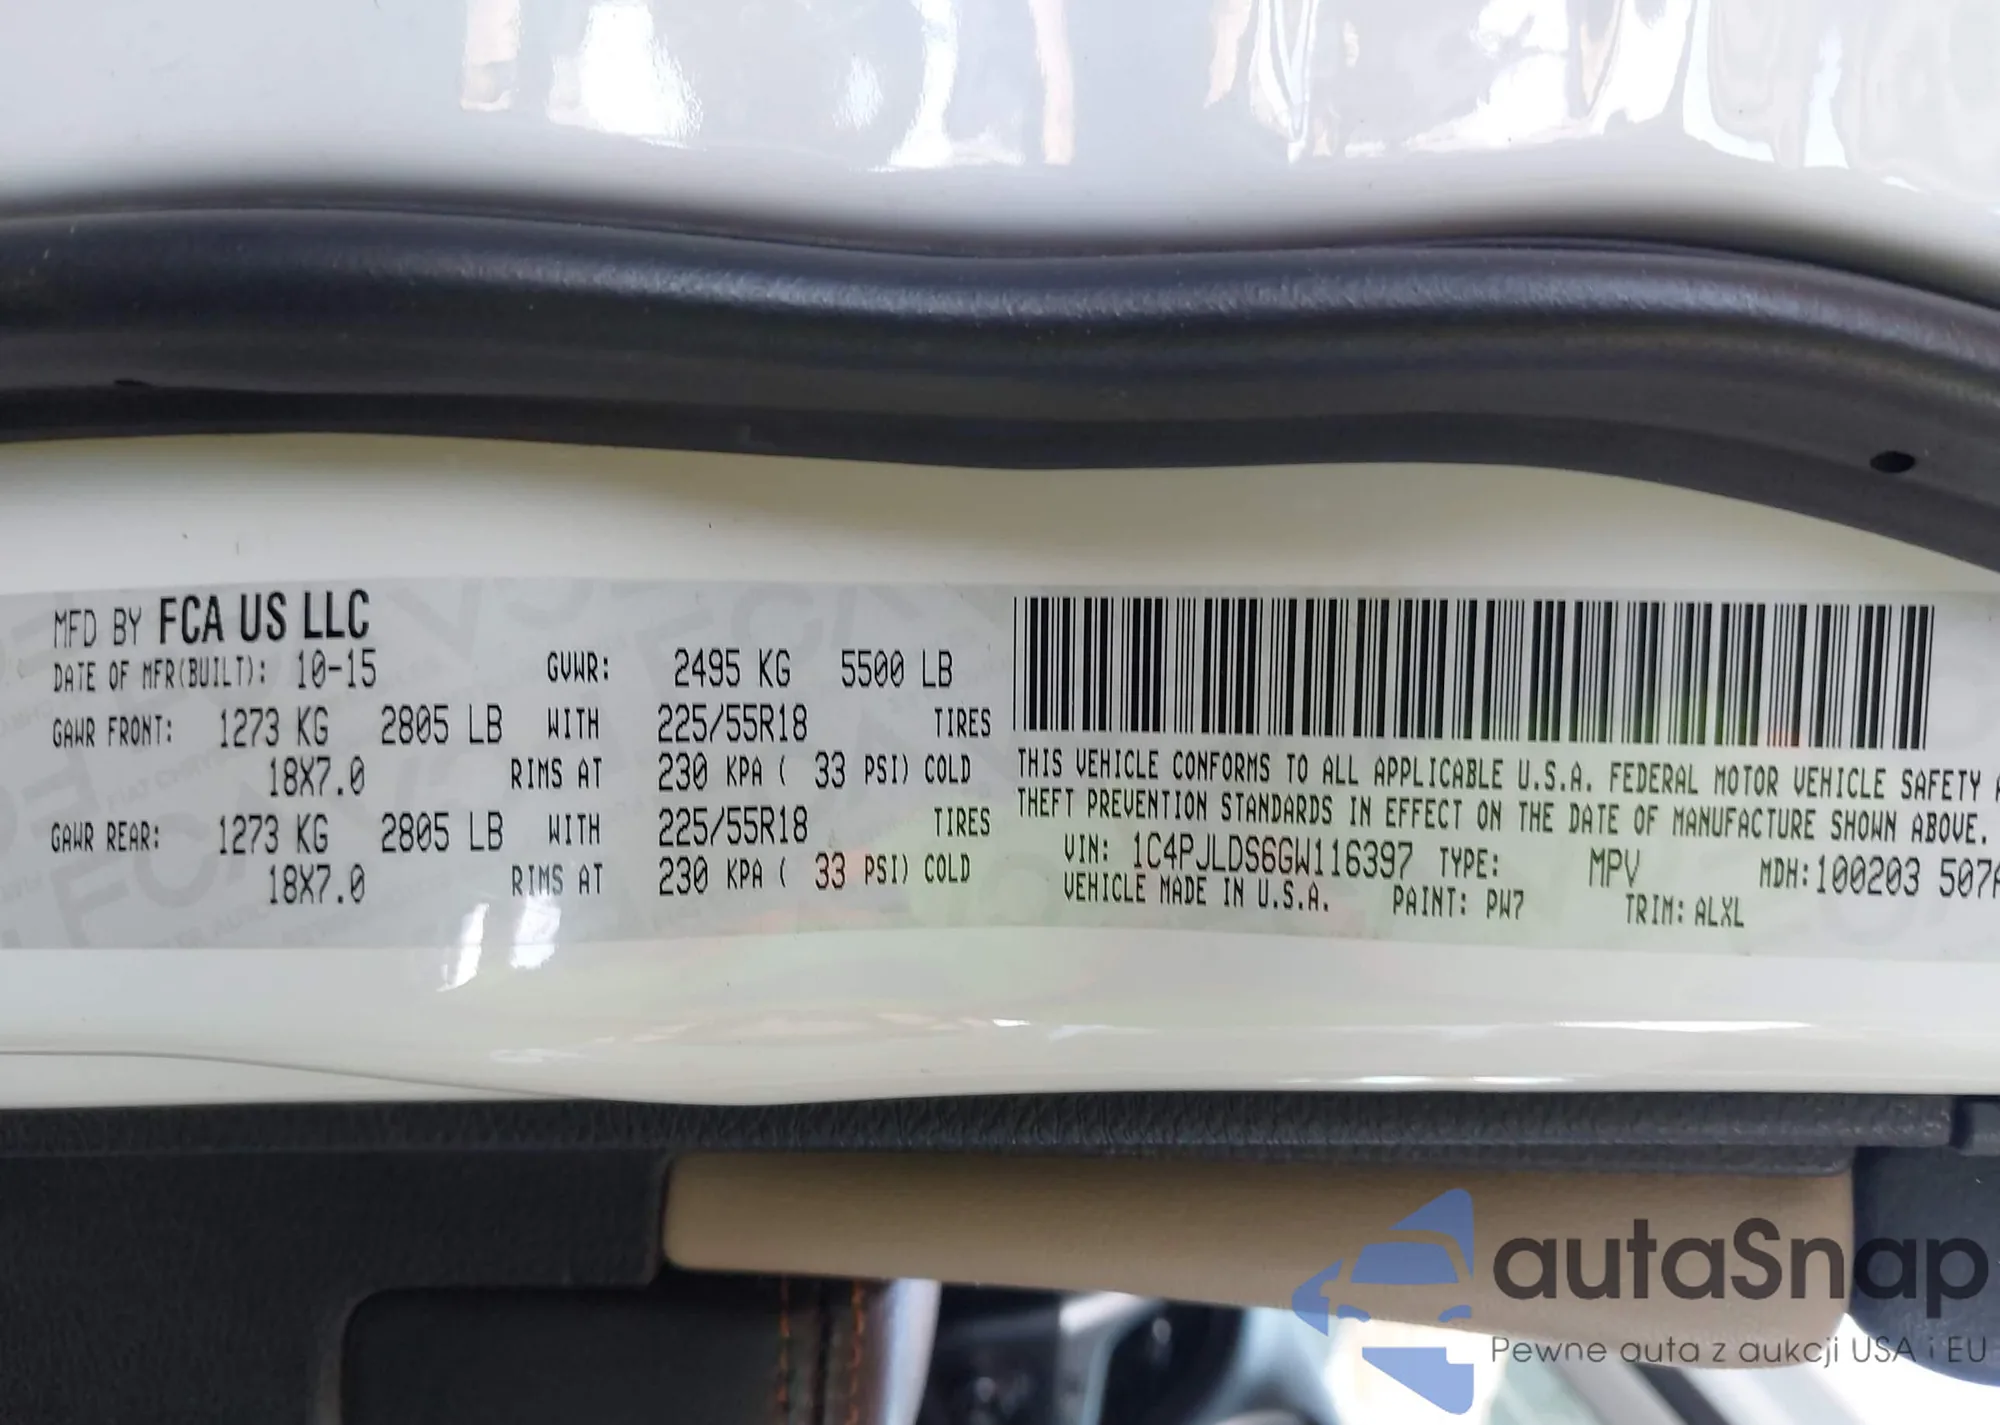 MFD BY FCA US LLC
DATE OF MFR(BUILT): 10-15 GVWR: 2495 KG 5500 LB
GAWR FRONT: 1273 KG 2805 LB WITH 225/55R18 TIRES
18X7.0 RIMS AT 230 KPA ( 33 PSI) COLD
GAWR REAR: 1273 KG 2805 LB WITH 225/55R18 TIRES
18X7.0 RIMS AT 230 KPA ( 33 PSI) COLD
THIS VEHICLE CONFORMS TO ALL APPLICABLE U.S.A. FEDERAL MOTOR VEHICLE SAFETY
THEFT PREVENTION STANDARDS IN EFFECT ON THE DATE OF MANUFACTURE SHOWN ABOVE.
VIN: 1C4PJLDS6GW116397 TYPE: MPV MDH:100203 507A
VEHICLE MADE IN U.S.A. PAINT: PW7 TRIM: ALXL
autaSnap
Pewne auta z aukcji USA i EU